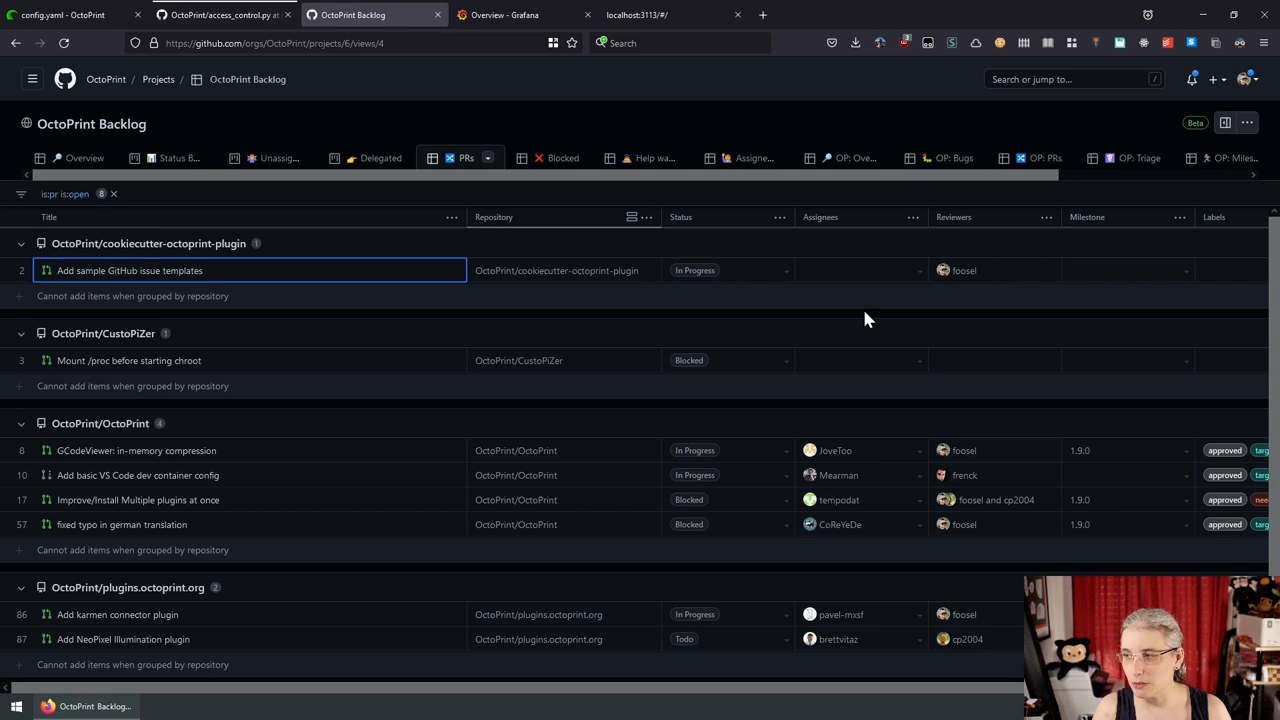 config.yaml - OctoPrint
OctoPrint/access_control.py at
OctoPrint Backlog
Overview - Grafana
localhost:3113/#/
https://github.com/orgs/OctoPrint/projects/6/views/4
Search
OctoPrint / Projects / OctoPrint Backlog
Search or jump to... /
OctoPrint Backlog
Beta
Overview
Status B...
Unassig...
Delegated
PRs
Blocked
Help wa...
Assigne...
OP: Ove...
OP: Bugs
OP: PRs
OP: Triage
OP: Miles...
is:pr is:open 8
Title Repository Status Assignees Reviewers Milestone Labels
OctoPrint/cookiecutter-octoprint-plugin 1
2 Add sample GitHub issue templates OctoPrint/cookiecutter-octoprint-plugin In Progress foosel
Cannot add items when grouped by repository
OctoPrint/CustoPiZer 1
3 Mount /proc before starting chroot OctoPrint/CustoPiZer Blocked
Cannot add items when grouped by repository
OctoPrint/OctoPrint 4
8 GCodeViewer: in-memory compression OctoPrint/OctoPrint In Progress JoveToo foosel 1.9.0 approved targ
10 Add basic VS Code dev container config OctoPrint/OctoPrint In Progress Mearman frenck approved targ
17 Improve/Install Multiple plugins at once OctoPrint/OctoPrint Blocked tempodat foosel and cp2004 1.9.0 approved nee
57 fixed typo in german translation OctoPrint/OctoPrint Blocked CoReYeDe foosel 1.9.0 approved targ
Cannot add items when grouped by repository
OctoPrint/plugins.octoprint.org 2
86 Add karmen connector plugin OctoPrint/plugins.octoprint.org In Progress pavel-mxsf foosel
87 Add NeoPixel Illumination plugin OctoPrint/plugins.octoprint.org Todo brettvitaz cp2004
Cannot add items when grouped by repository
OctoPrint Backlog...